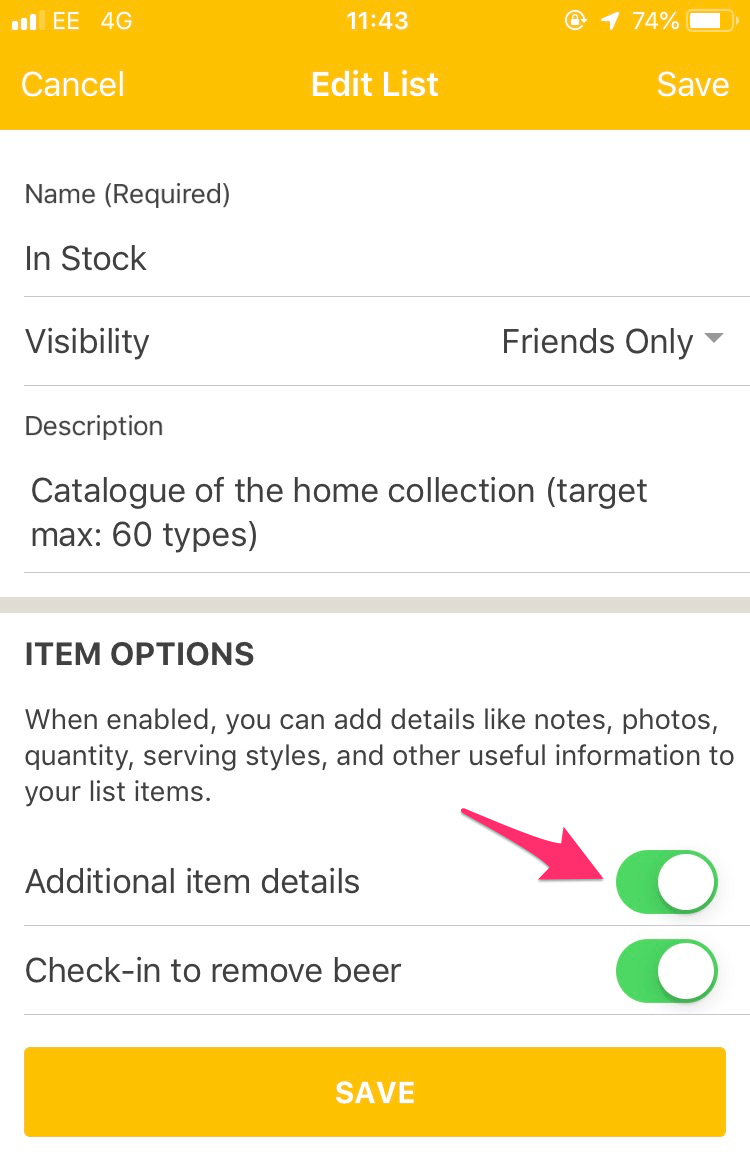 EE 4G 11:43 74%
Cancel Edit List Save
Name (Required)
In Stock
Visibility Friends Only
Description
Catalogue of the home collection (target
max: 60 types)
ITEM OPTIONS
When enabled, you can add details like notes, photos,
quantity, serving styles, and other useful information to
your list items.
Additional item details
Check-in to remove beer
SAVE